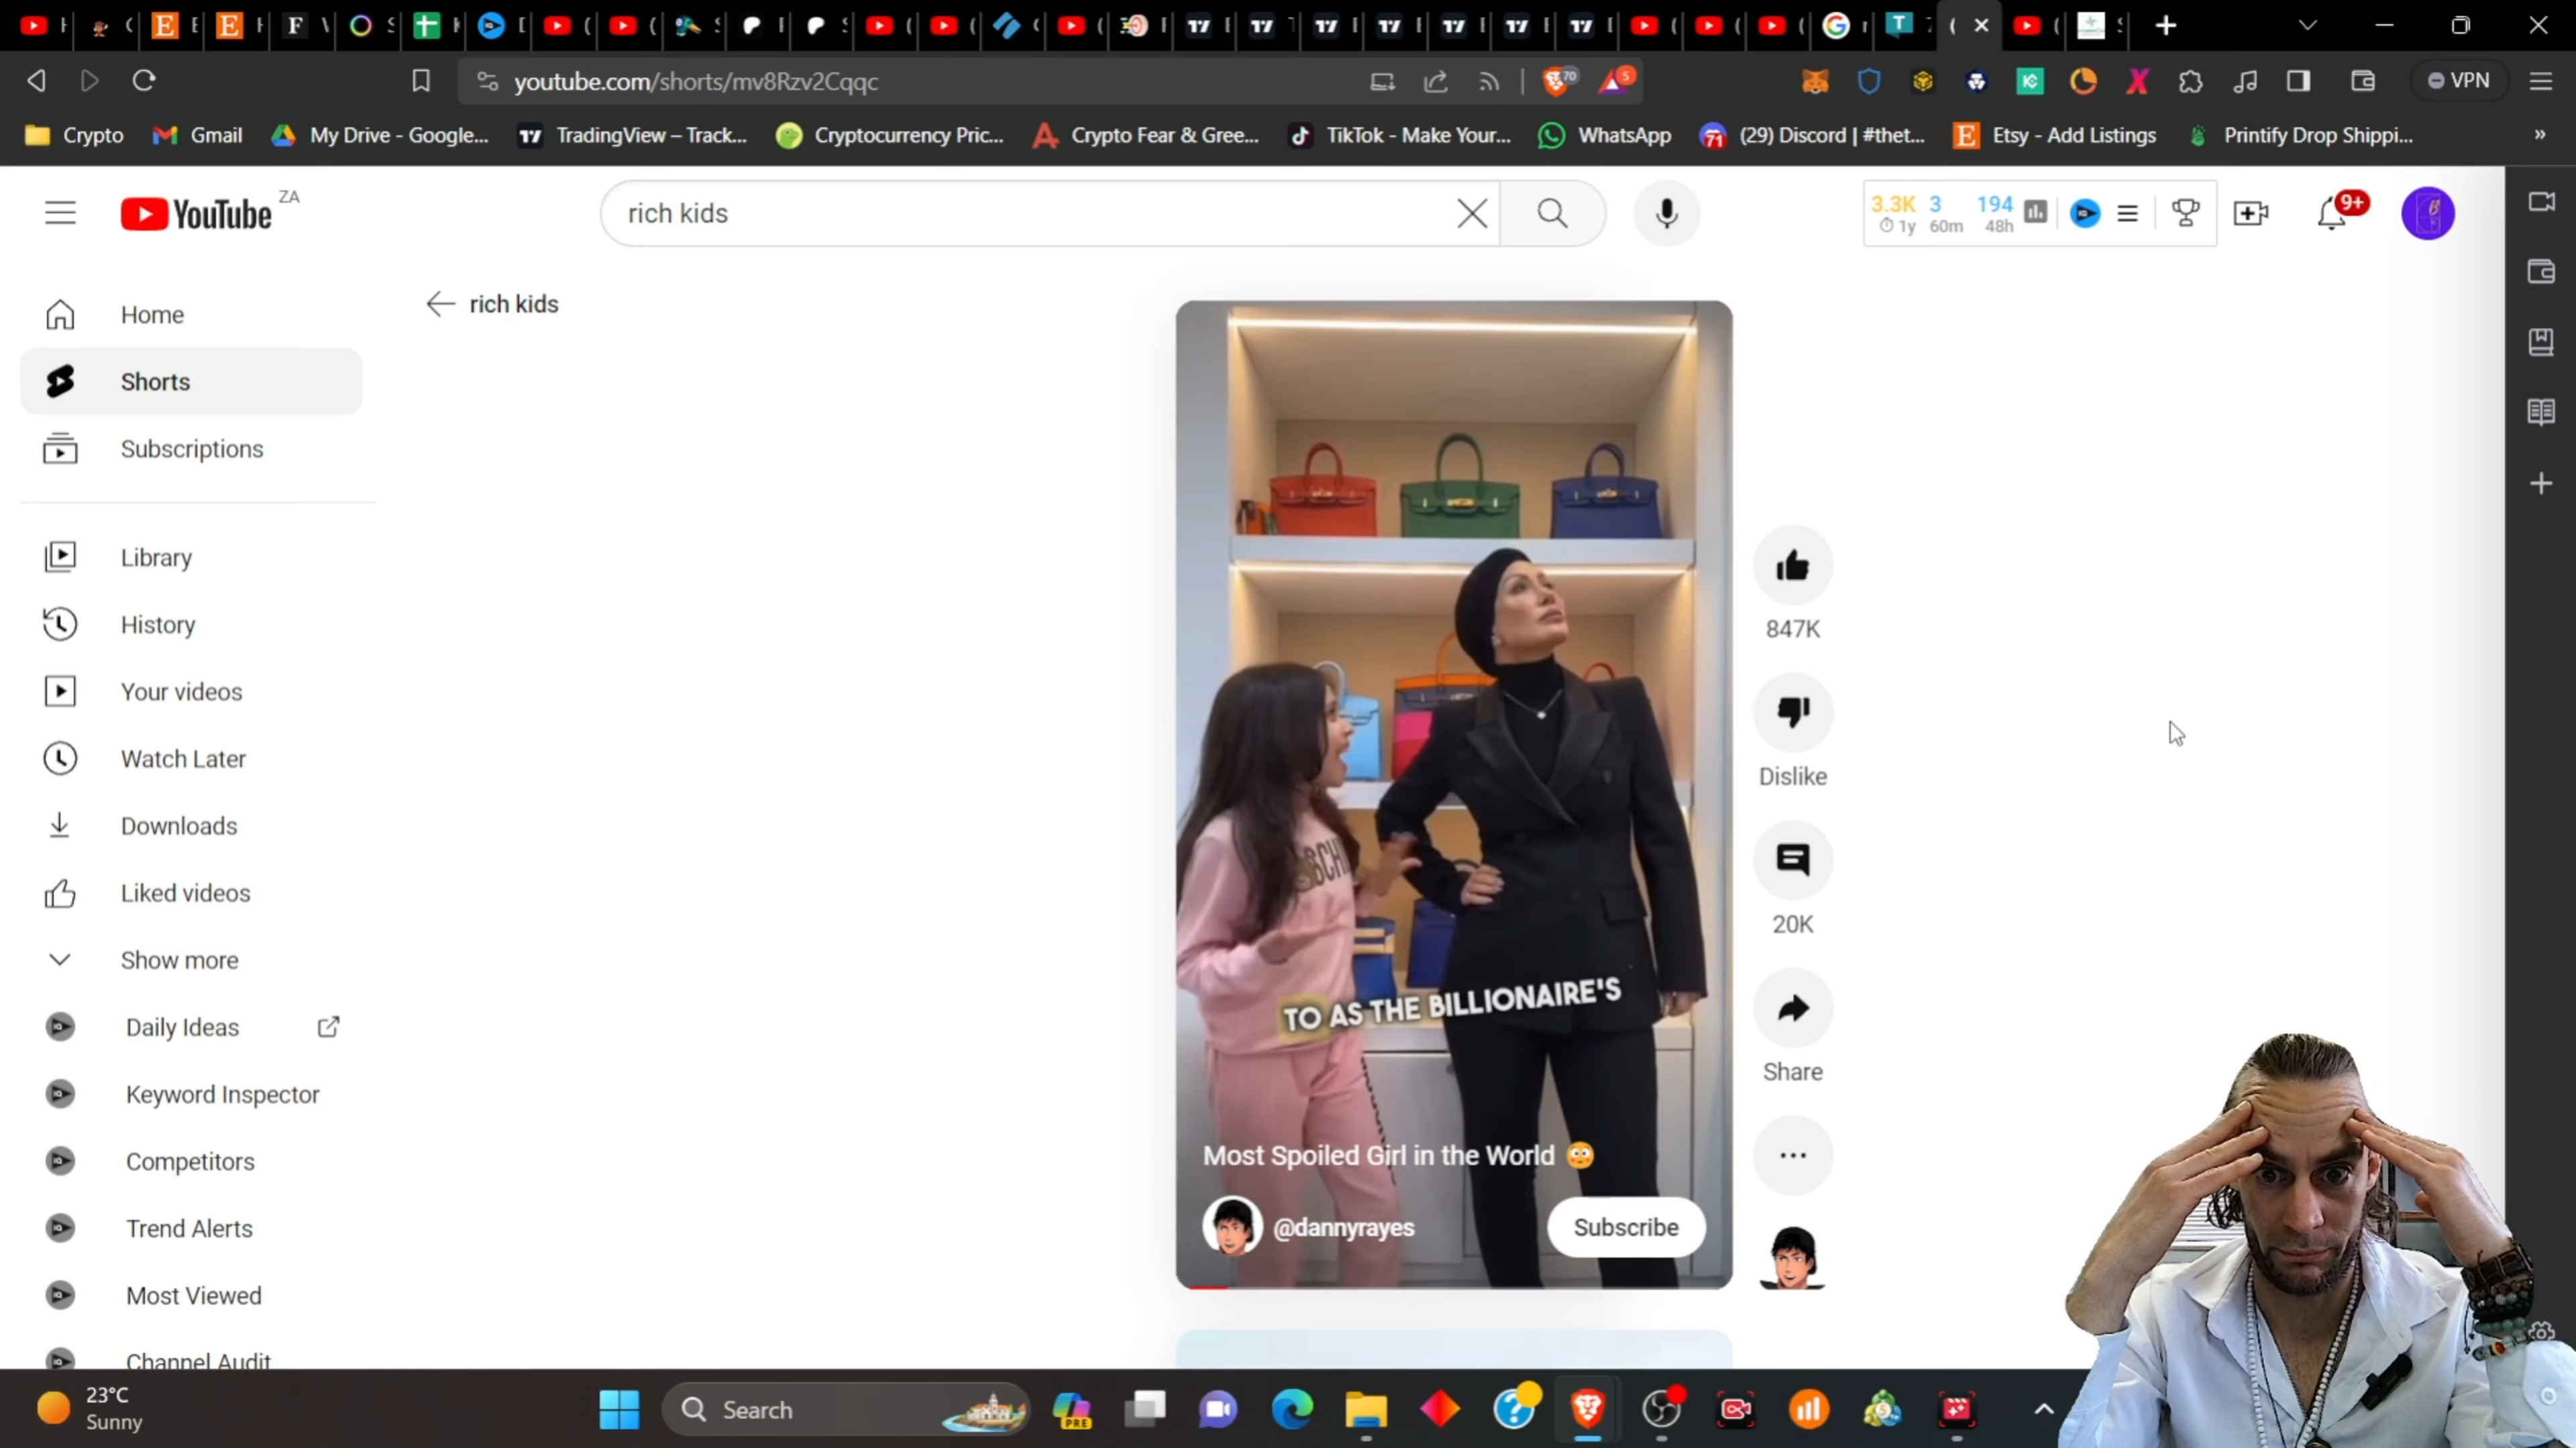 youtube.com/shorts/mv8Rzv2Cqqc
70
5
VPN
Crypto
Gmail
My Drive - Google...
TradingView – Track...
Cryptocurrency Pric...
Crypto Fear & Gree...
TikTok - Make Your...
WhatsApp
71
(29) Discord | #thet...
Etsy - Add Listings
Printify Drop Shippi...
»
YouTube ZA
rich kids
3.3K 3 194
1y 60m 48h
9+
rich kids
Home
Shorts
Subscriptions
Library
History
Your videos
Watch Later
Downloads
Liked videos
Show more
Daily Ideas
Keyword Inspector
Competitors
Trend Alerts
Most Viewed
Channel Audit
TO AS THE BILLIONAIRE'S
Most Spoiled Girl in the World
@dannyrayes
Subscribe
847K
Dislike
20K
Share
23°C
Sunny
Search
PRE